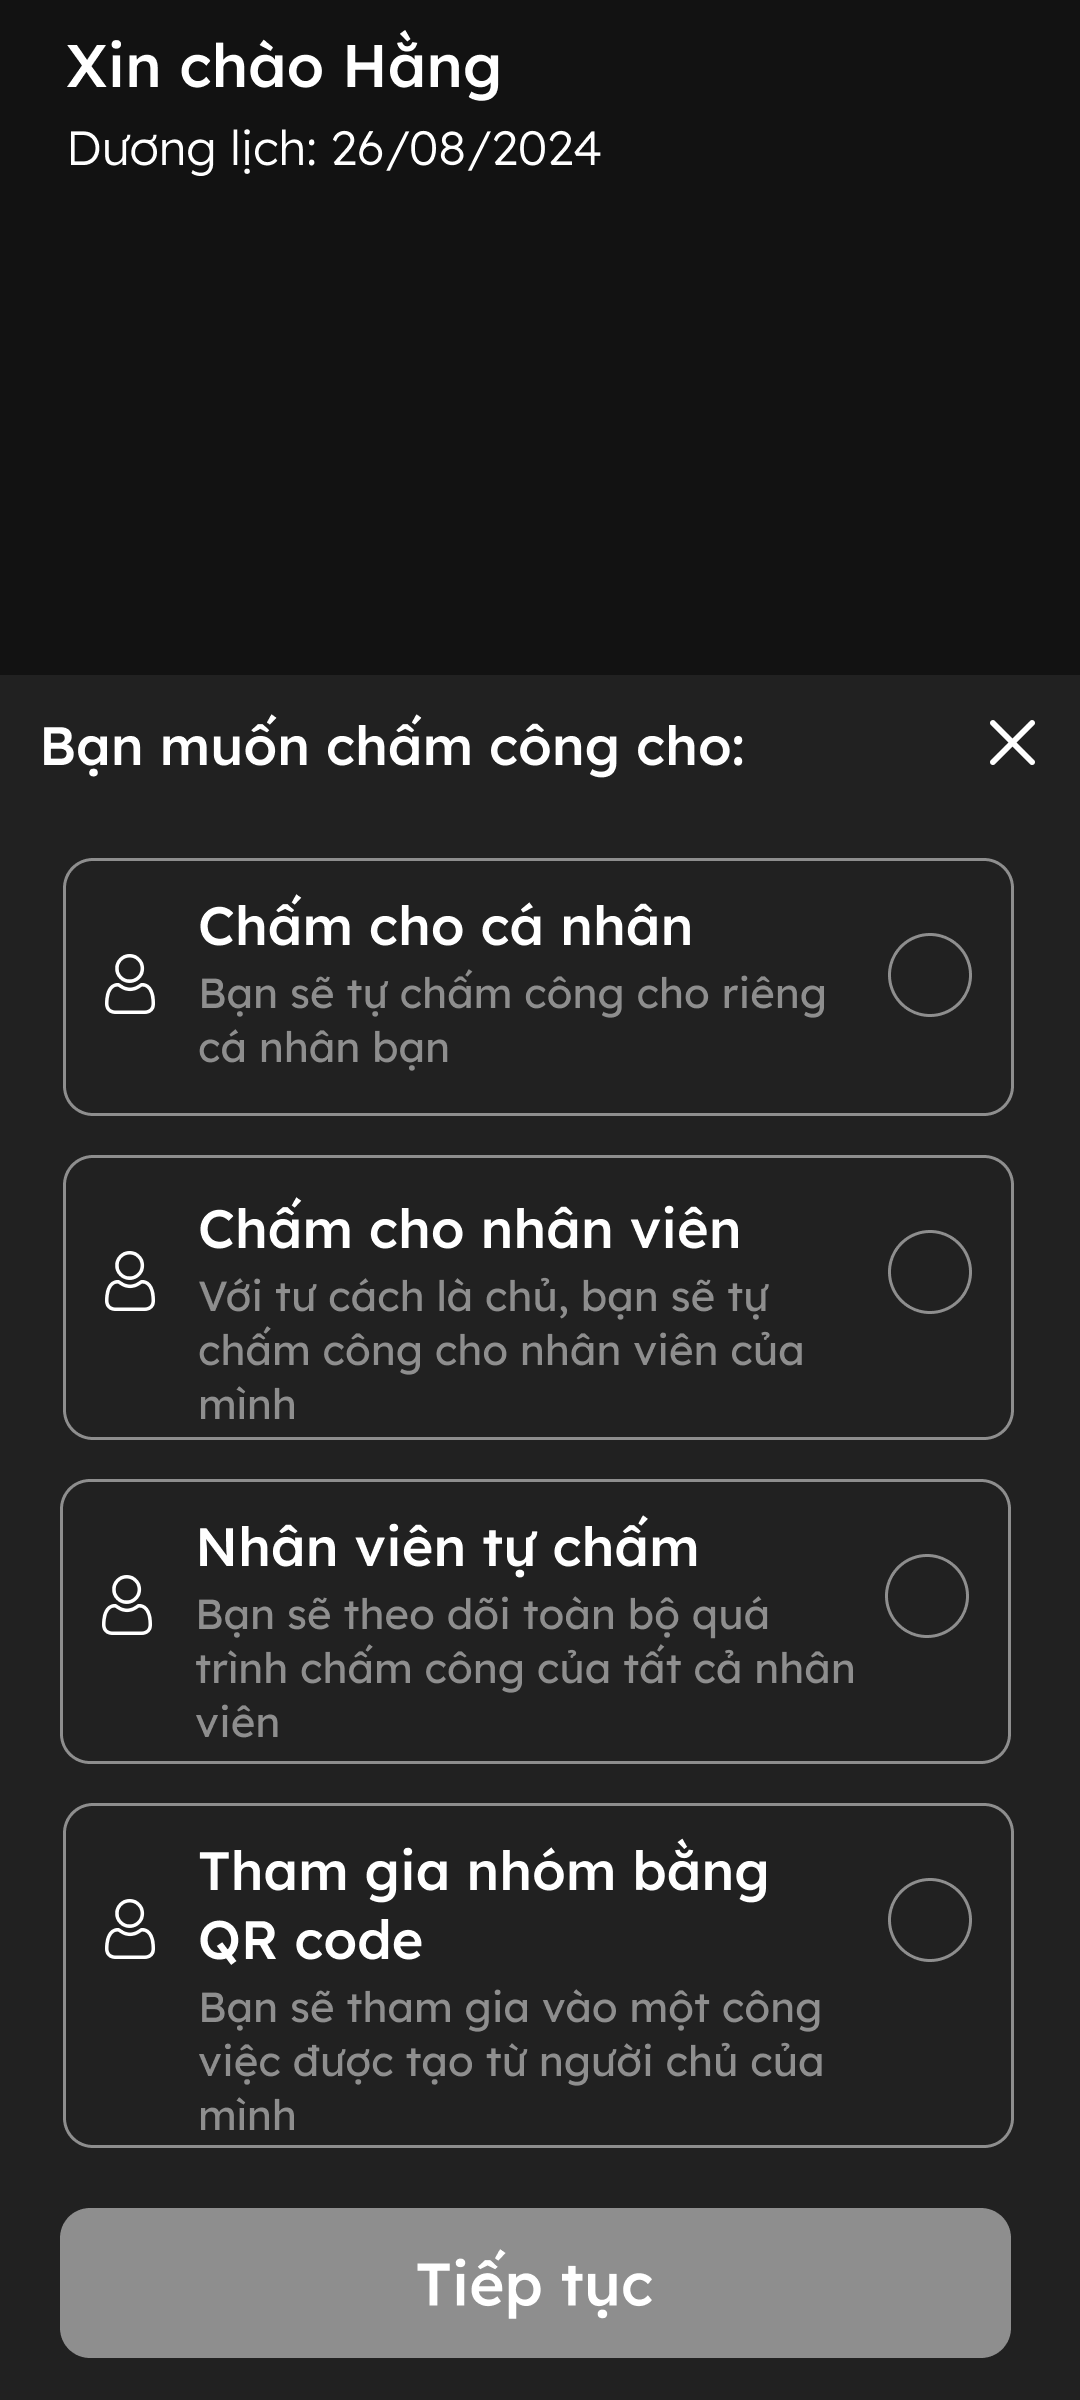 Xin chào Hằng
Dương lịch: 26/08/2024
Bạn muốn chấm công cho:
Chấm cho cá nhân
Bạn sẽ tự chấm công cho riêng
cá nhân bạn
Chấm cho nhân viên
Với tư cách là chủ, bạn sẽ tự
chấm công cho nhân viên của
mình
Nhân viên tự chấm
Bạn sẽ theo dõi toàn bộ quá
trình chấm công của tất cả nhân
viên
Tham gia nhóm bằng
QR code
Bạn sẽ tham gia vào một công
việc được tạo từ người chủ của
mình
Tiếp tục